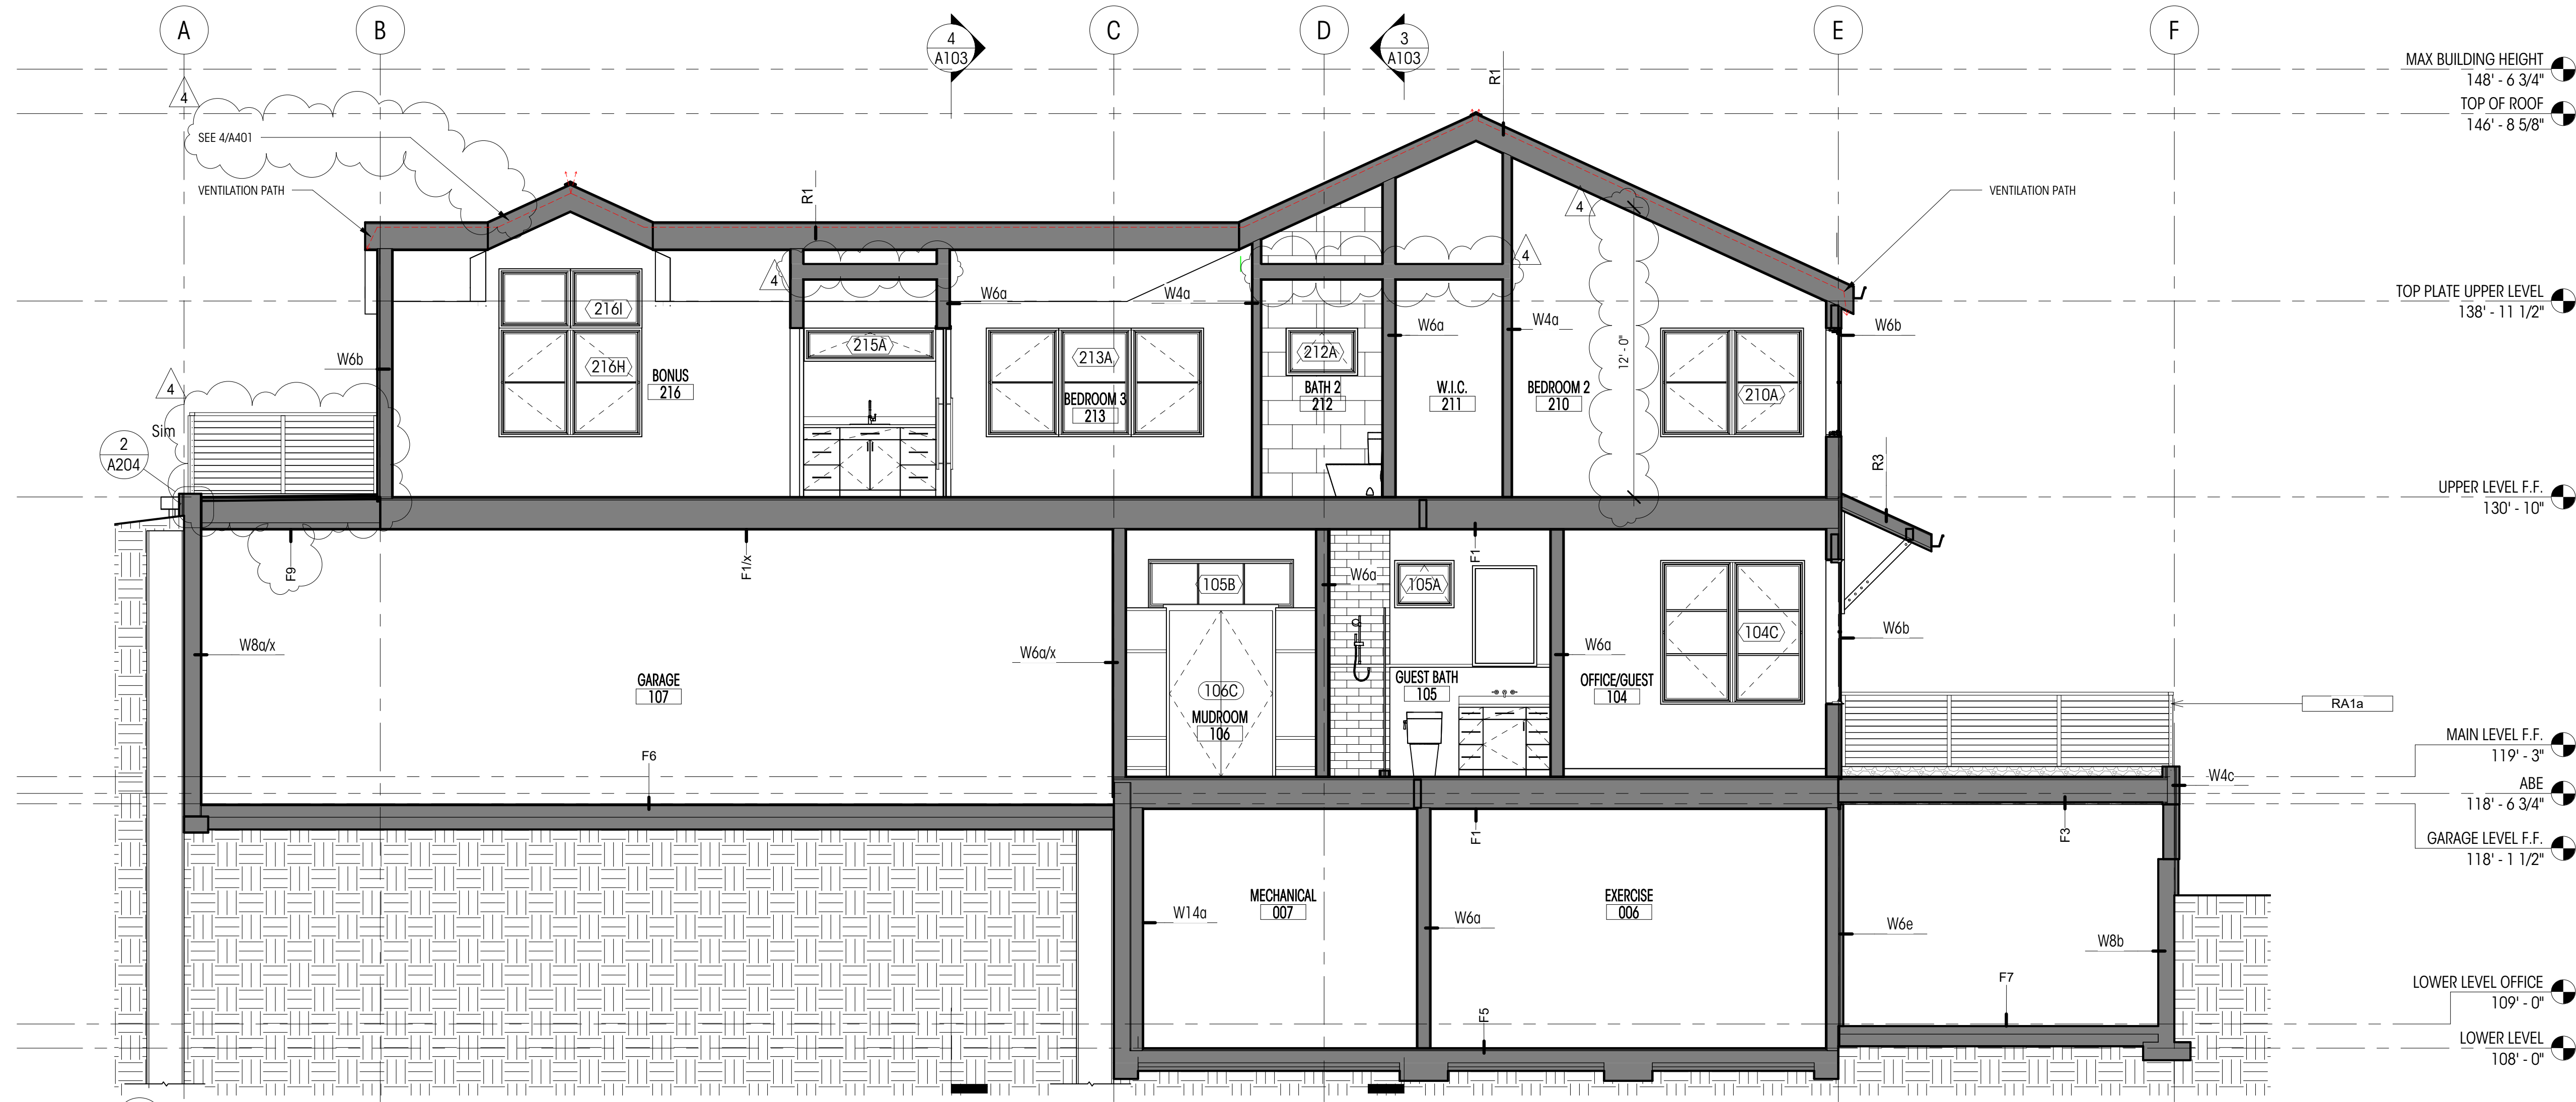 A
B
C
D
E
F
4
A103
3
A103
MAX BUILDING HEIGHT
148' - 6 3/4"
TOP OF ROOF
146' - 8 5/8"
4
SEE 4/A401
VENTILATION PATH
R1
R1
4
VENTILATION PATH
4
4
TOP PLATE UPPER LEVEL
138' - 11 1/2"
W6a
W4a
W6a
W4a
W6b
W6b
216I
216H
BONUS
216
215A
213A
BEDROOM 3
213
212A
BATH 2
212
W.I.C.
211
BEDROOM 2
210
12' - 0"
210A
4
Sim
2
A204
R3
UPPER LEVEL F.F.
130' - 10"
F9
F1/x
F1
W8a/x
W6a/x
GARAGE
107
F6
105B
106C
MUDROOM
106
W6a
105A
GUEST BATH
105
W6a
OFFICE/GUEST
104
104C
W6b
RA1a
MAIN LEVEL F.F.
119' - 3"
W4c
ABE
118' - 6 3/4"
GARAGE LEVEL F.F.
118' - 1 1/2"
F1
F3
MECHANICAL
007
W14a
W6a
EXERCISE
006
W6e
W8b
F5
F7
LOWER LEVEL OFFICE
109' - 0"
LOWER LEVEL
108' - 0"